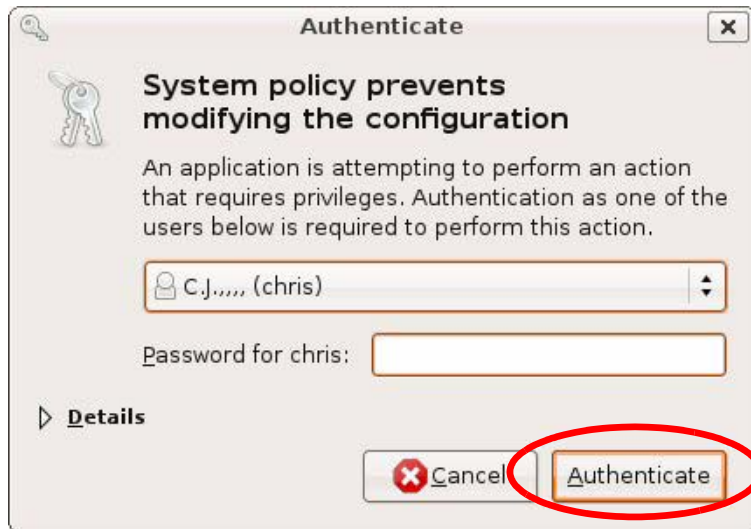 Authenticate
System policy prevents
modifying the configuration
An application is attempting to perform an action
that requires privileges. Authentication as one of the
users below is required to perform this action.
C.J.,,,, (chris)
Password for chris:
Details
Cancel Authenticate